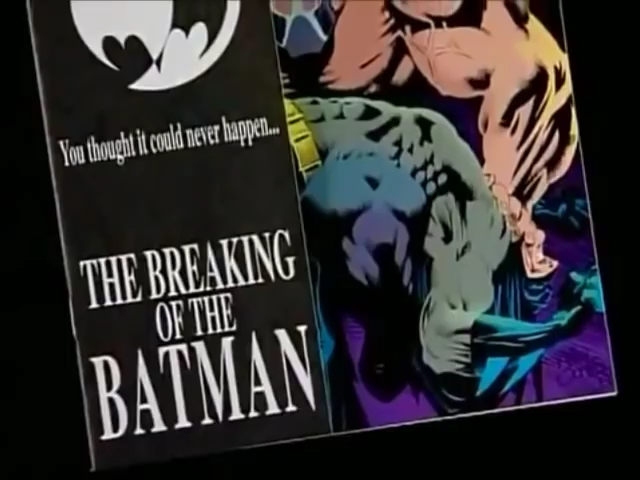 You thought it could never happen...
THE BREAKING
OF THE
BATMAN